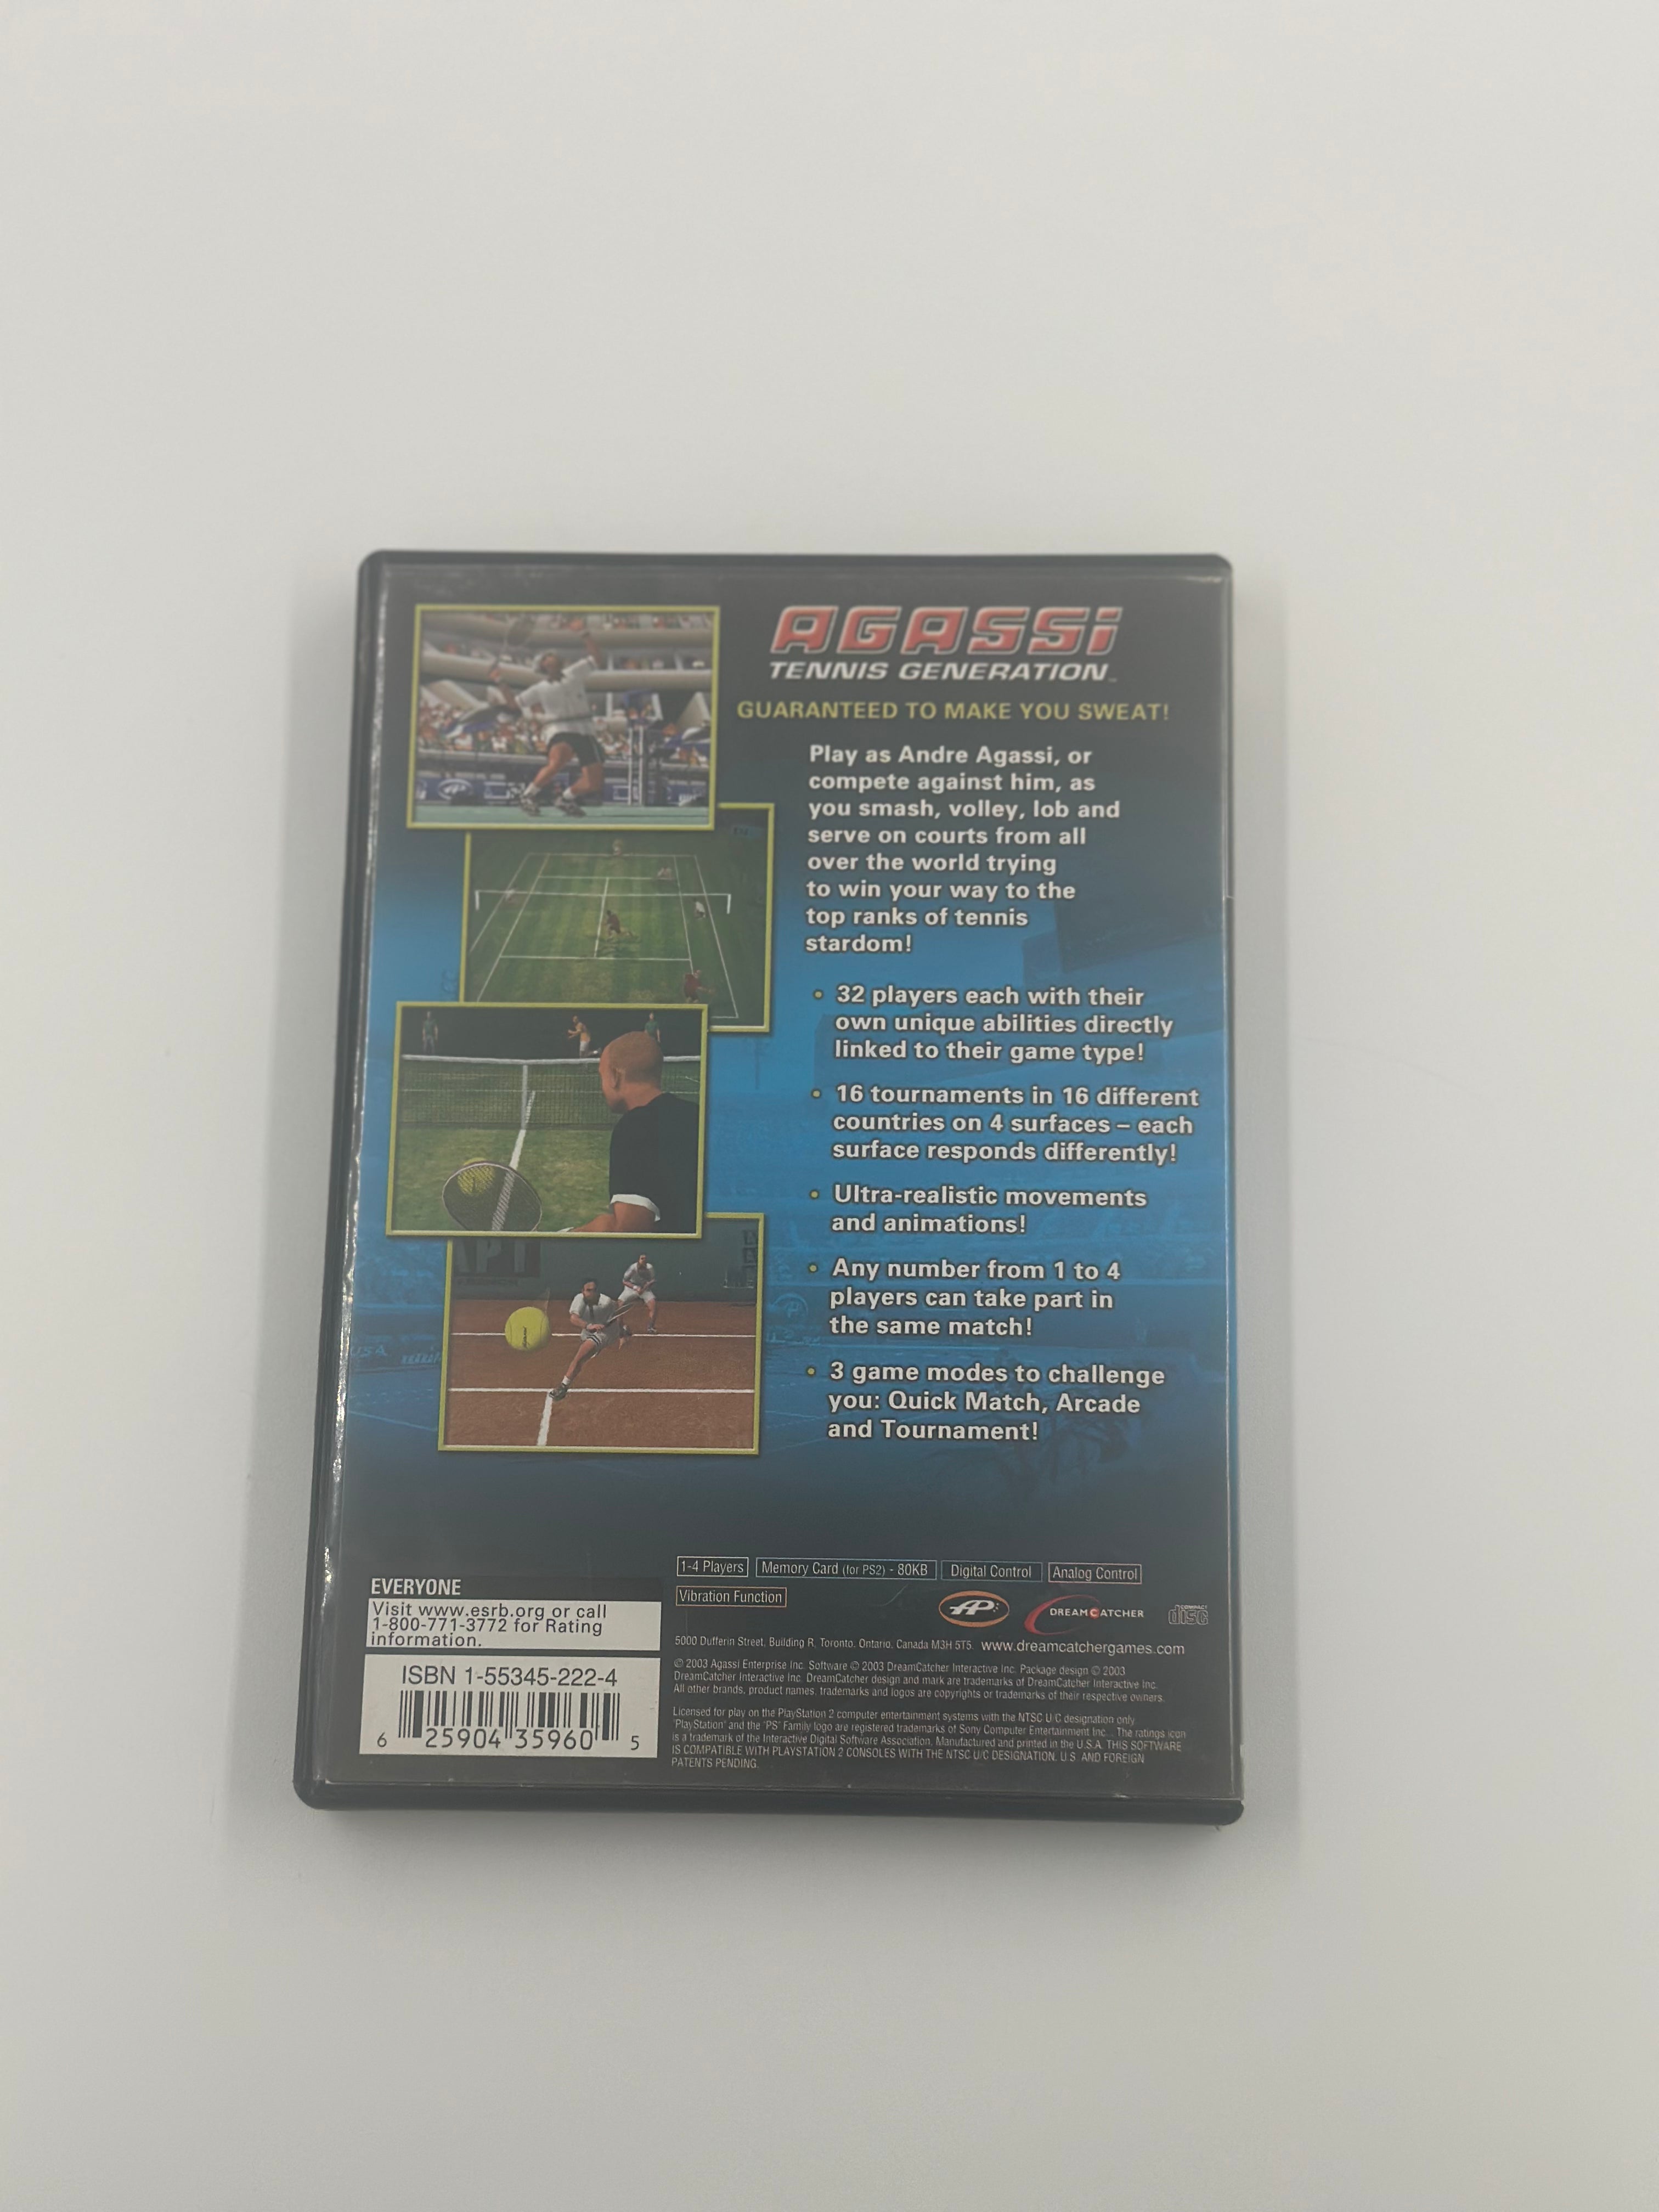 AGASSI
TENNIS GENERATION™
GUARANTEED TO MAKE YOU SWEAT!
Play as Andre Agassi, or
compete against him, as
you smash, volley, lob and
serve on courts from all
over the world trying
to win your way to the
top ranks of tennis
stardom!
• 32 players each with their
own unique abilities directly
linked to their game type!
• 16 tournaments in 16 different
countries on 4 surfaces – each
surface responds differently!
• Ultra-realistic movements
and animations!
• Any number from 1 to 4
players can take part in
the same match!
• 3 game modes to challenge
you: Quick Match, Arcade
and Tournament!
1-4 Players Memory Card (for PS2) - 80KB Digital Control Analog Control
Vibration Function
DREAMCATCHER
COMPACT
disc
EVERYONE
Visit www.esrb.org or call
1-800-771-3772 for Rating
information.
ISBN 1-55345-222-4
6 25904 35960 5
5000 Dufferin Street, Building R, Toronto, Ontario, Canada M3H 5T5. www.dreamcatchergames.com
© 2003 Agassi Enterprise Inc. Software © 2003 DreamCatcher Interactive Inc. Package design © 2003
DreamCatcher Interactive Inc. DreamCatcher design and mark are trademarks of DreamCatcher Interactive Inc.
All other brands, product names, trademarks and logos are copyrights or trademarks of their respective owners.
Licensed for play on the PlayStation 2 computer entertainment systems with the NTSC U/C designation only.
"PlayStation" and the "PS" Family logo are registered trademarks of Sony Computer Entertainment Inc.. The ratings icon
is a trademark of the Interactive Digital Software Association. Manufactured and printed in the U.S.A. THIS SOFTWARE
IS COMPATIBLE WITH PLAYSTATION 2 CONSOLES WITH THE NTSC U/C DESIGNATION. U.S. AND FOREIGN
PATENTS PENDING.